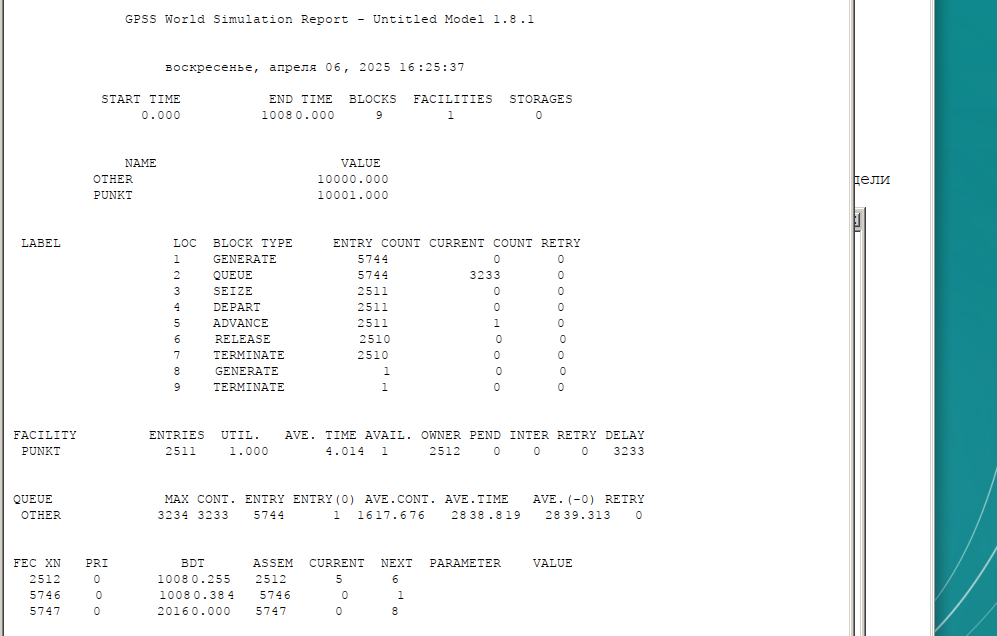 GPSS World Simulation Report - Untitled Model 1.8.1
воскресенье, апреля 06, 2025 16:25:37
START TIME END TIME BLOCKS FACILITIES STORAGES
0.000 10080.000 9 1 0
NAME VALUE
OTHER 10000.000
PUNKT 10001.000
дели
LABEL LOC BLOCK TYPE ENTRY COUNT CURRENT COUNT RETRY
1 GENERATE 5744 0 0
2 QUEUE 5744 3233 0
3 SEIZE 2511 0 0
4 DEPART 2511 0 0
5 ADVANCE 2511 1 0
6 RELEASE 2510 0 0
7 TERMINATE 2510 0 0
8 GENERATE 1 0 0
9 TERMINATE 1 0 0
FACILITY ENTRIES UTIL. AVE. TIME AVAIL. OWNER PEND INTER RETRY DELAY
PUNKT 2511 1.000 4.014 1 2512 0 0 0 3233
QUEUE MAX CONT. ENTRY ENTRY(0) AVE.CONT. AVE.TIME AVE.(-0) RETRY
OTHER 3234 3233 5744 1 1617.676 2838.819 2839.313 0
FEC XN PRI BDT ASSEM CURRENT NEXT PARAMETER VALUE
2512 0 10080.255 2512 5 6
5746 0 10080.384 5746 0 1
5747 0 20160.000 5747 0 8